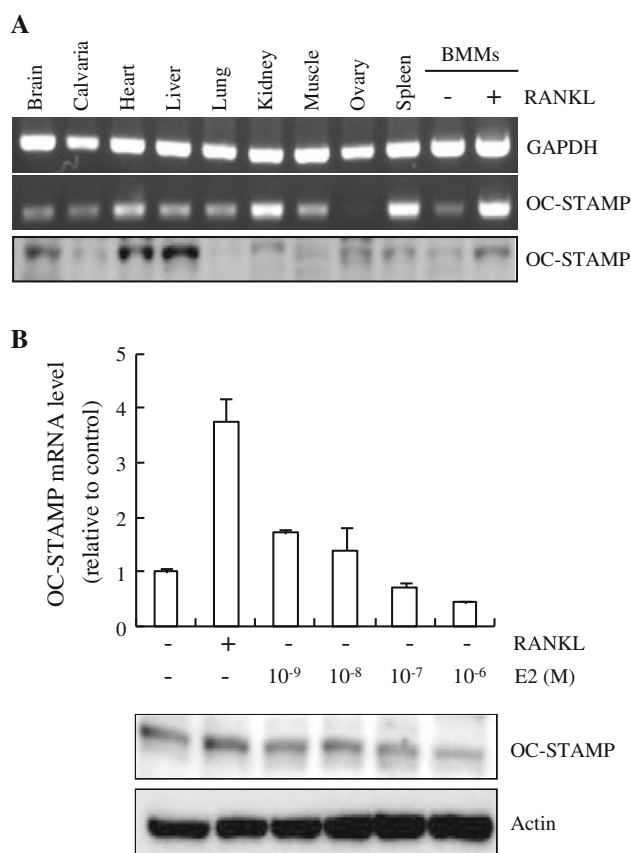 A
Brain Calvaria Heart Liver Lung Kidney Muscle Ovary Spleen BMMs
- + RANKL
GAPDH
OC-STAMP
OC-STAMP
B
OC-STAMP mRNA level
(relative to control)
5
4
3
2
1
0
- + - - - - RANKL
- - 10⁻⁹ 10⁻⁸ 10⁻⁷ 10⁻⁶ E2 (M)
OC-STAMP
Actin